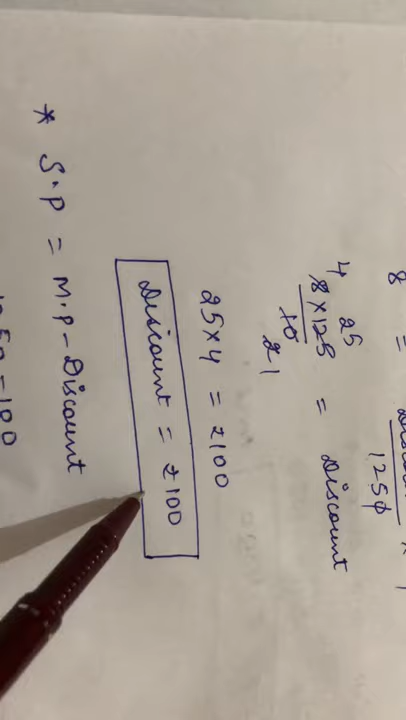 8 =
1250
4 25
8 × 125 = Discount
10
2 1
25 × 4 = ₹100
Discount = ₹100
* S.P = M.P - Discount